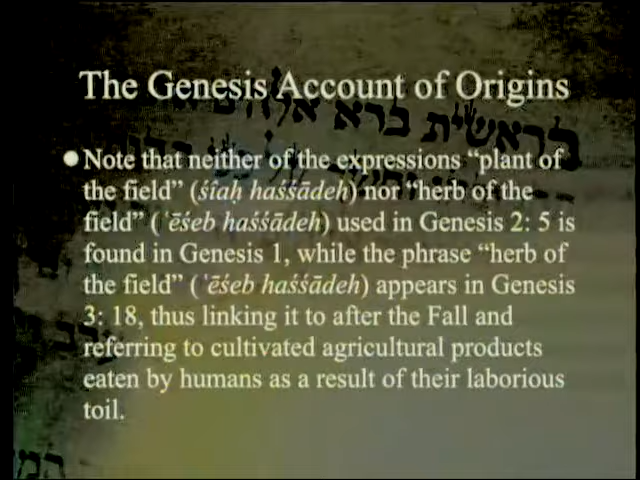 The Genesis Account of Origins
בראשית ברא אלהים
● Note that neither of the expressions “plant of
the field” (śîaḥ haśśādeh) nor “herb of the
field” (ʿēśeb haśśādeh) used in Genesis 2: 5 is
found in Genesis 1, while the phrase “herb of
the field” (ʿēśeb haśśādeh) appears in Genesis
3: 18, thus linking it to after the Fall and
referring to cultivated agricultural products
eaten by humans as a result of their laborious
toil.